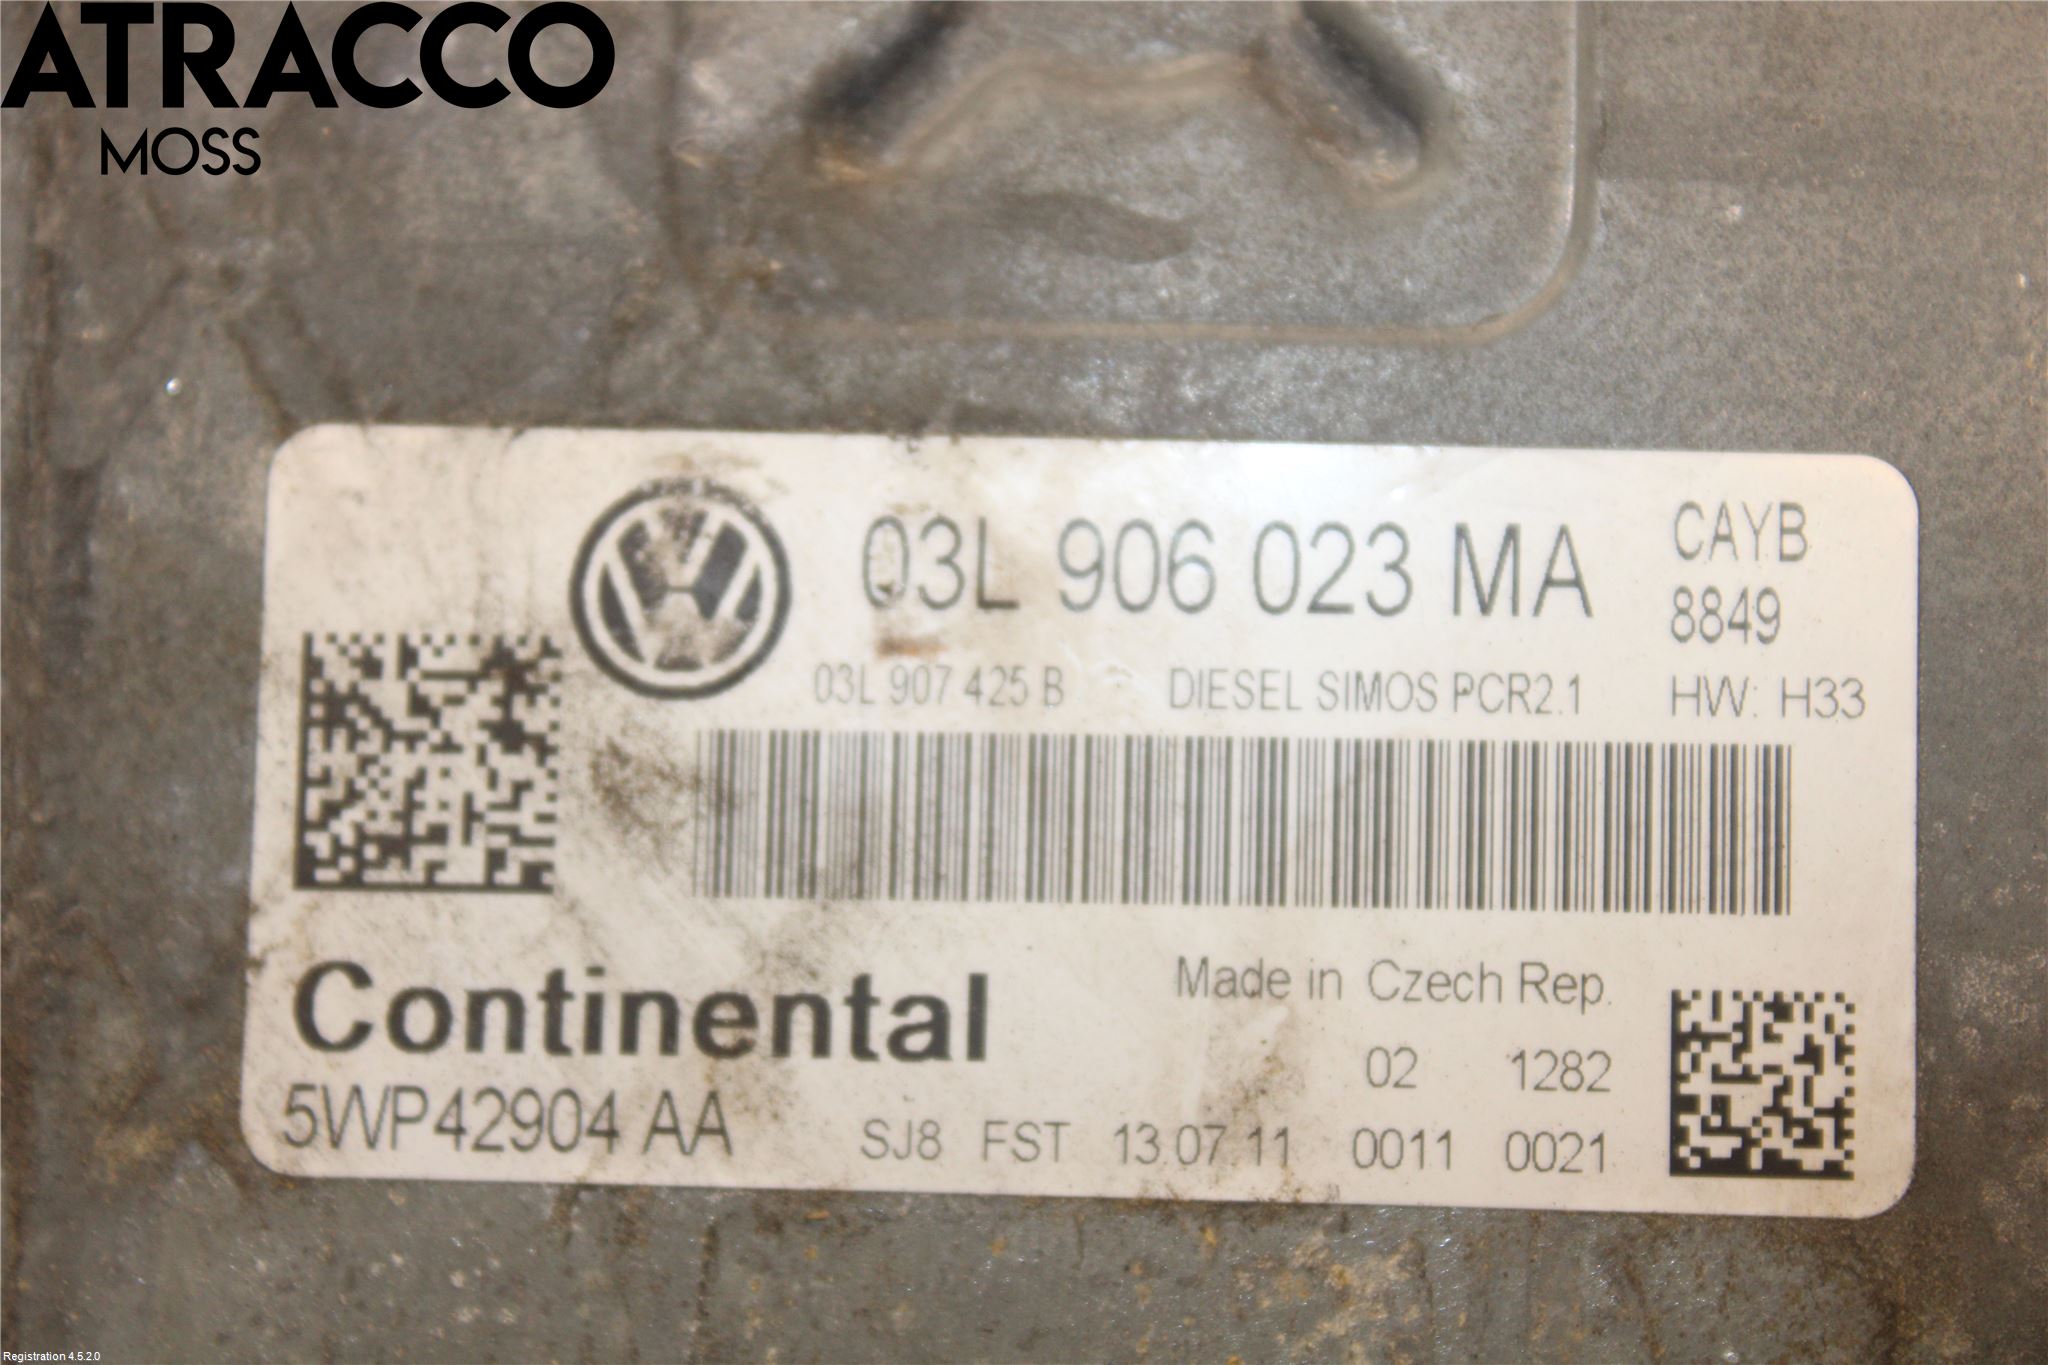 ATRACCO
MOSS
03L 906 023 MA
CAYB
8849
03L 907 425 B DIESEL SIMOS PCR2.1 HW: H33
Continental
Made in Czech Rep.
02 1282
5WP42904 AA SJ8 FST 13.07.11 0011 0021
Registration 4.5.2.0